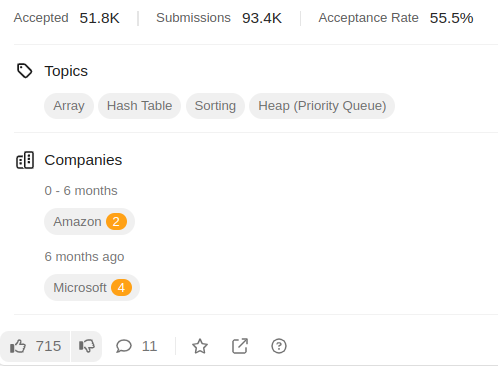 Accepted 51.8K Submissions 93.4K Acceptance Rate 55.5%
Topics
Array Hash Table Sorting Heap (Priority Queue)
Companies
0 - 6 months
Amazon 2
6 months ago
Microsoft 4
715 11